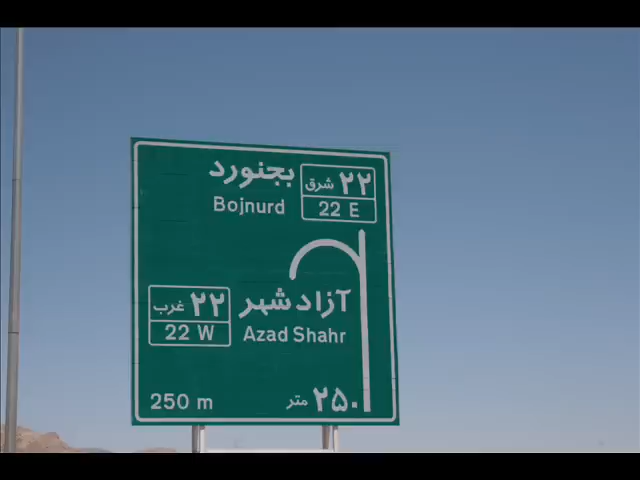 بجنورد ۲۲ شرق
Bojnurd 22 E
آزادشهر ۲۲ غرب
22 W Azad Shahr
250 m ۲۵۰ متر